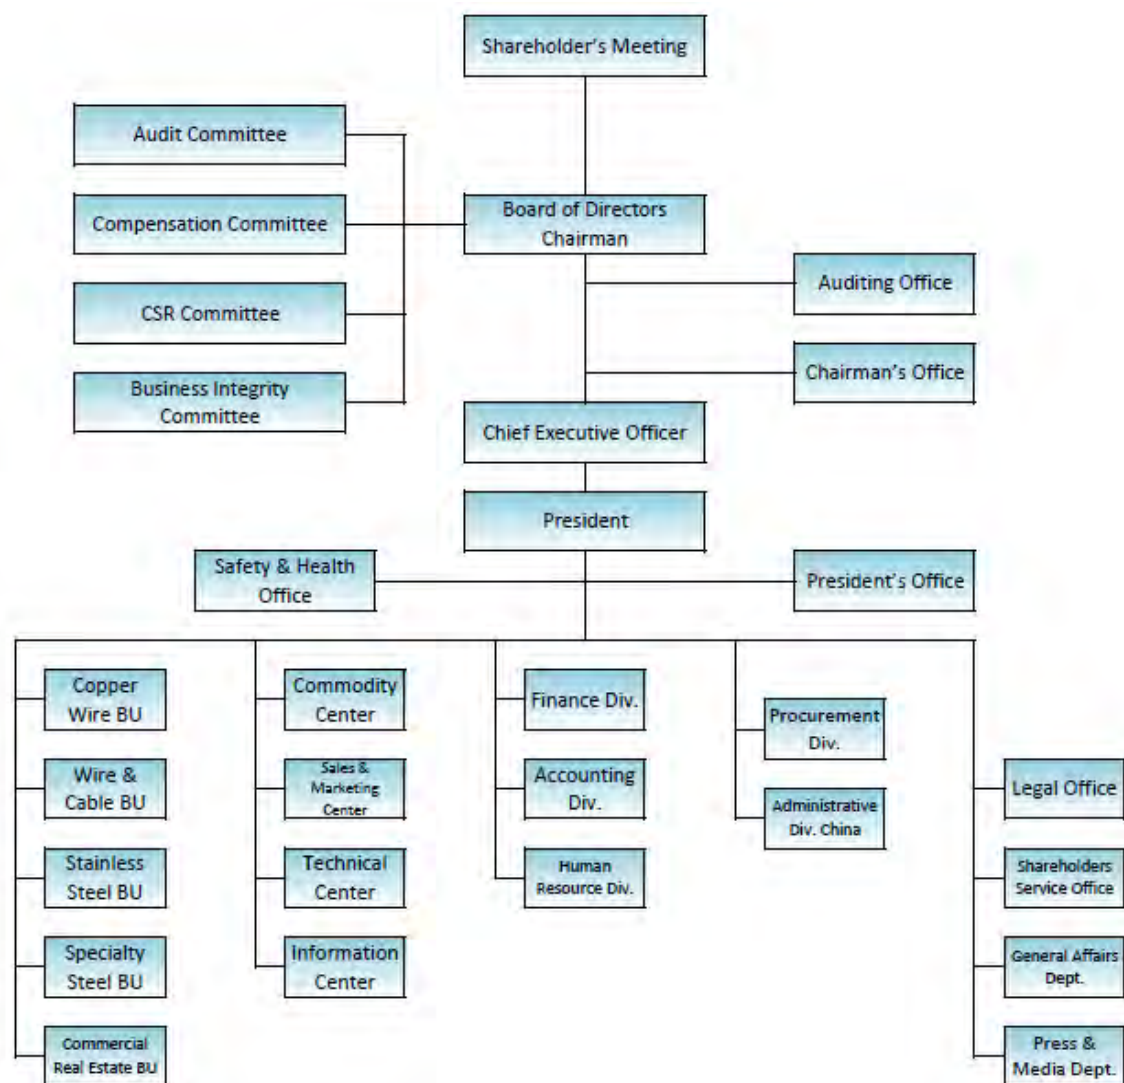 Shareholder's Meeting
Audit Committee
Compensation Committee
Board of Directors
Chairman
Auditing Office
CSR Committee
Chairman's Office
Business Integrity
Committee
Chief Executive Officer
President
Safety & Health
Office
President's Office
Copper
Wire BU
Wire &
Cable BU
Stainless
Steel BU
Specialty
Steel BU
Commercial
Real Estate BU
Commodity
Center
Sales &
Marketing
Center
Technical
Center
Information
Center
Finance Div.
Accounting
Div.
Human
Resource Div.
Procurement
Div.
Administrative
Div. China
Legal Office
Shareholders
Service Office
General Affairs
Dept.
Press &
Media Dept.